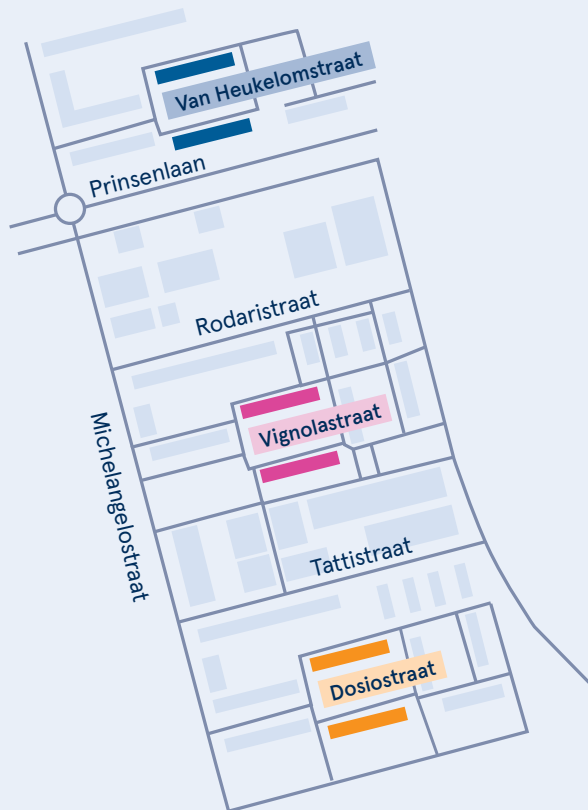 Van Heukelomstraat
Prinsenlaan
Rodaristraat
Michelangelostraat
Vignolastraat
Tattistraat
Dosiostraat